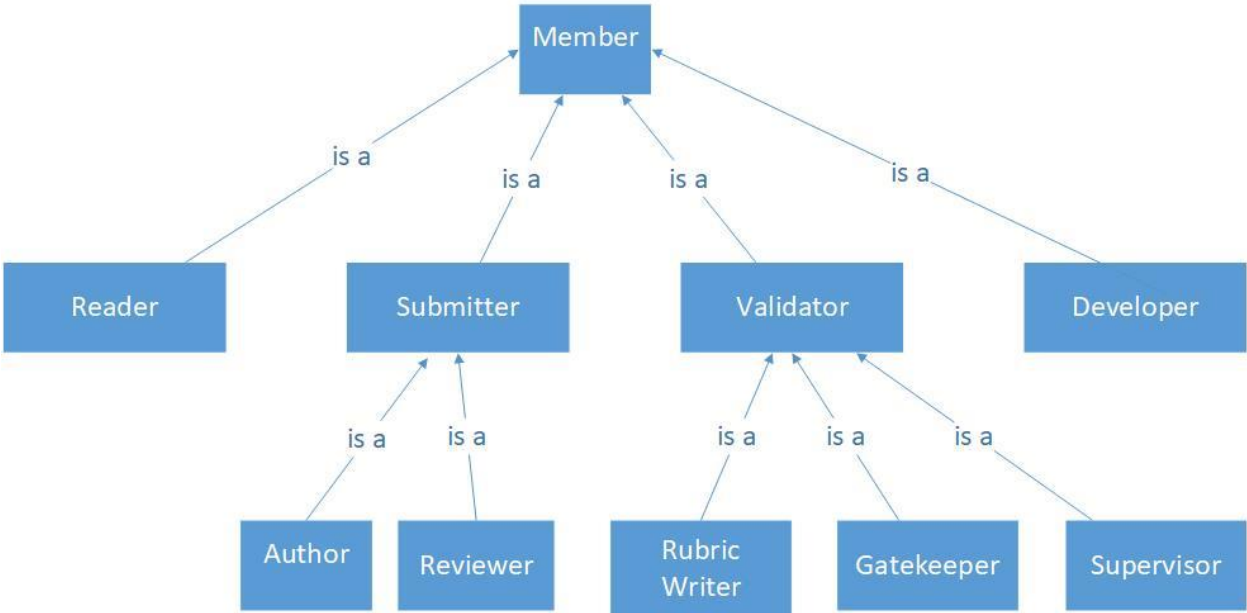 Member
is a
is a
is a
is a
Reader
Submitter
Validator
Developer
is a
is a
is a
is a
is a
Author
Reviewer
Rubric
Writer
Gatekeeper
Supervisor